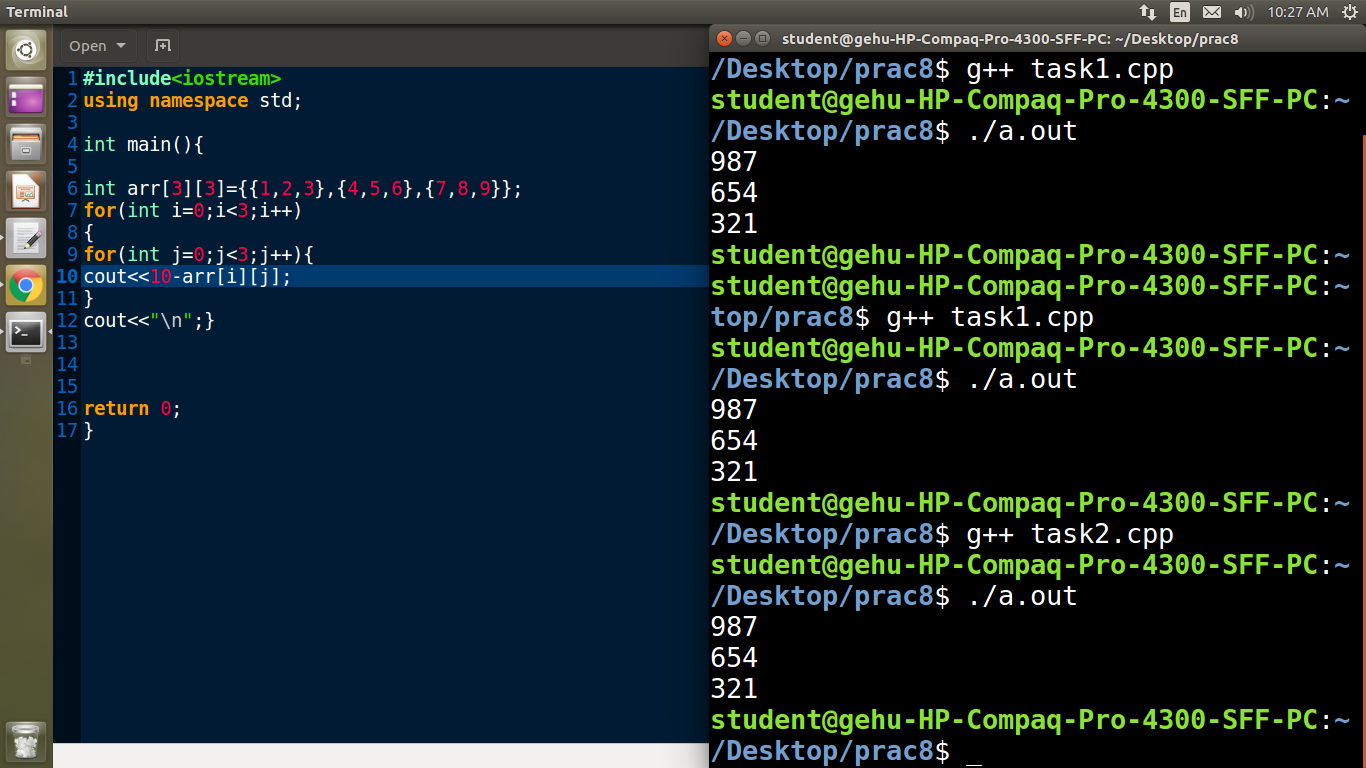 Terminal
En
10:27 AM
Open
1 #include<iostream>
2 using namespace std;
3
4 int main(){
5
6 int arr[3][3]={{1,2,3},{4,5,6},{7,8,9}};
7 for(int i=0;i<3;i++)
8 {
9 for(int j=0;j<3;j++){
10 cout<<10-arr[i][j];
11 }
12 cout<<"\n";}
13
14
15
16 return 0;
17 }
student@gehu-HP-Compaq-Pro-4300-SFF-PC: ~/Desktop/prac8
/Desktop/prac8$ g++ task1.cpp
student@gehu-HP-Compaq-Pro-4300-SFF-PC:~
/Desktop/prac8$ ./a.out
987
654
321
student@gehu-HP-Compaq-Pro-4300-SFF-PC:~
student@gehu-HP-Compaq-Pro-4300-SFF-PC:~
top/prac8$ g++ task1.cpp
student@gehu-HP-Compaq-Pro-4300-SFF-PC:~
/Desktop/prac8$ ./a.out
987
654
321
student@gehu-HP-Compaq-Pro-4300-SFF-PC:~
/Desktop/prac8$ g++ task2.cpp
student@gehu-HP-Compaq-Pro-4300-SFF-PC:~
/Desktop/prac8$ ./a.out
987
654
321
student@gehu-HP-Compaq-Pro-4300-SFF-PC:~
/Desktop/prac8$ _